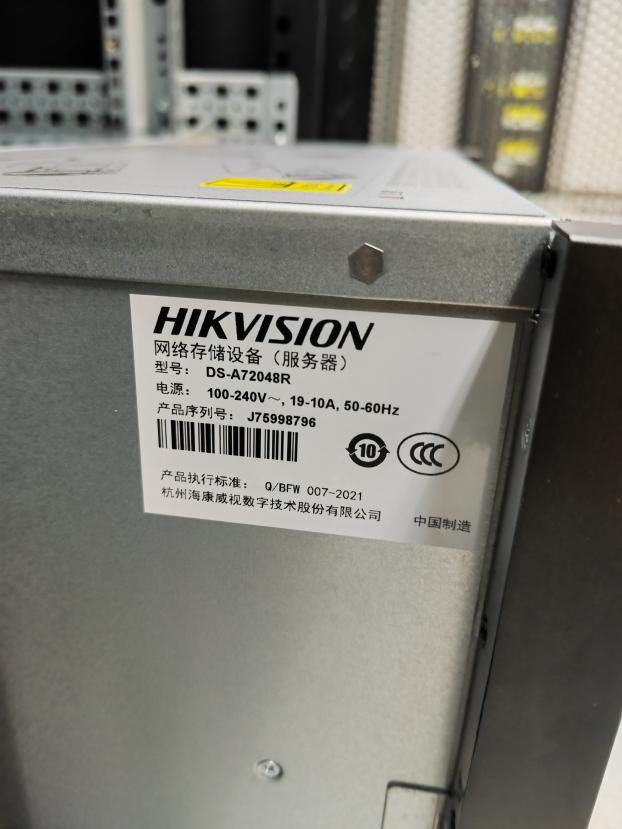 HIKVISION
网络存储设备（服务器）
型号： DS-A72048R
电源： 100-240V～, 19-10A, 50-60Hz
产品序列号： J75998796
10
CCC
产品执行标准： Q/BFW 007-2021
杭州海康威视数字技术股份有限公司
中国制造